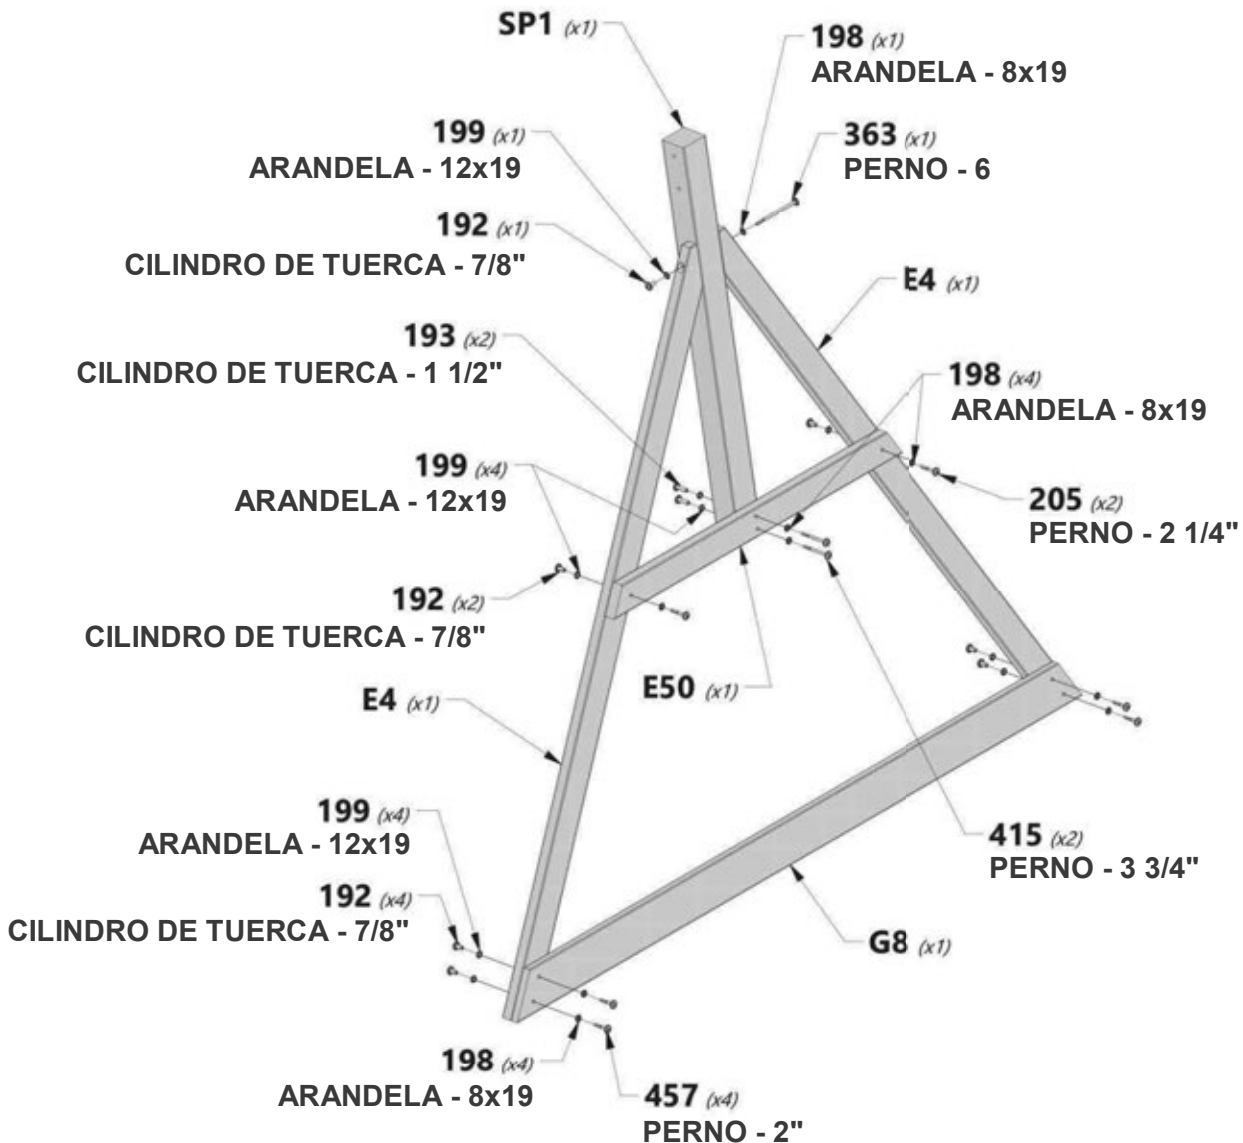 SP1 (x1)
198 (x1)
ARANDELA - 8x19
199 (x1)
ARANDELA - 12x19
363 (x1)
PERNO - 6
192 (x1)
CILINDRO DE TUERCA - 7/8"
E4 (x1)
193 (x2)
CILINDRO DE TUERCA - 1 1/2"
198 (x4)
ARANDELA - 8x19
199 (x4)
ARANDELA - 12x19
205 (x2)
PERNO - 2 1/4"
192 (x2)
CILINDRO DE TUERCA - 7/8"
E50 (x1)
E4 (x1)
199 (x4)
ARANDELA - 12x19
415 (x2)
PERNO - 3 3/4"
192 (x4)
CILINDRO DE TUERCA - 7/8"
G8 (x1)
198 (x4)
ARANDELA - 8x19
457 (x4)
PERNO - 2"